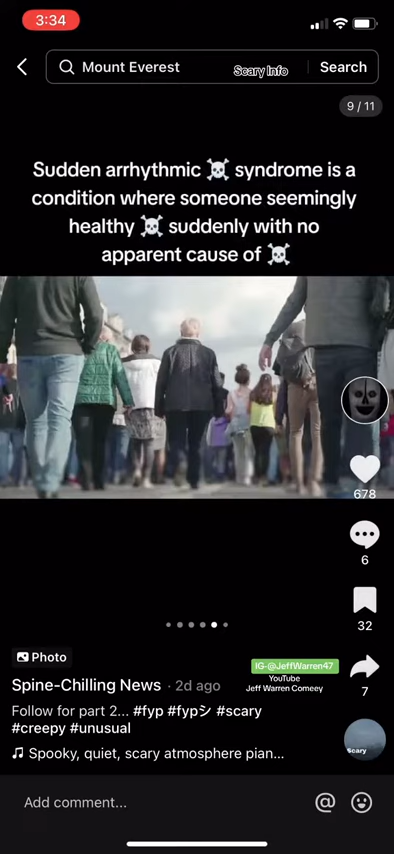 3:34
Mount Everest
Scary Info
Search
9 / 11
Sudden arrhythmic ☠️ syndrome is a
condition where someone seemingly
healthy ☠️ suddenly with no
apparent cause of ☠️
678
6
32
7
Photo
IG-@JeffWarren47
YouTube
Jeff Warren Comeey
Spine-Chilling News · 2d ago
Follow for part 2... #fyp #fypシ #scary
#creepy #unusual
Spooky, quiet, scary atmosphere pian...
Scary
Add comment...